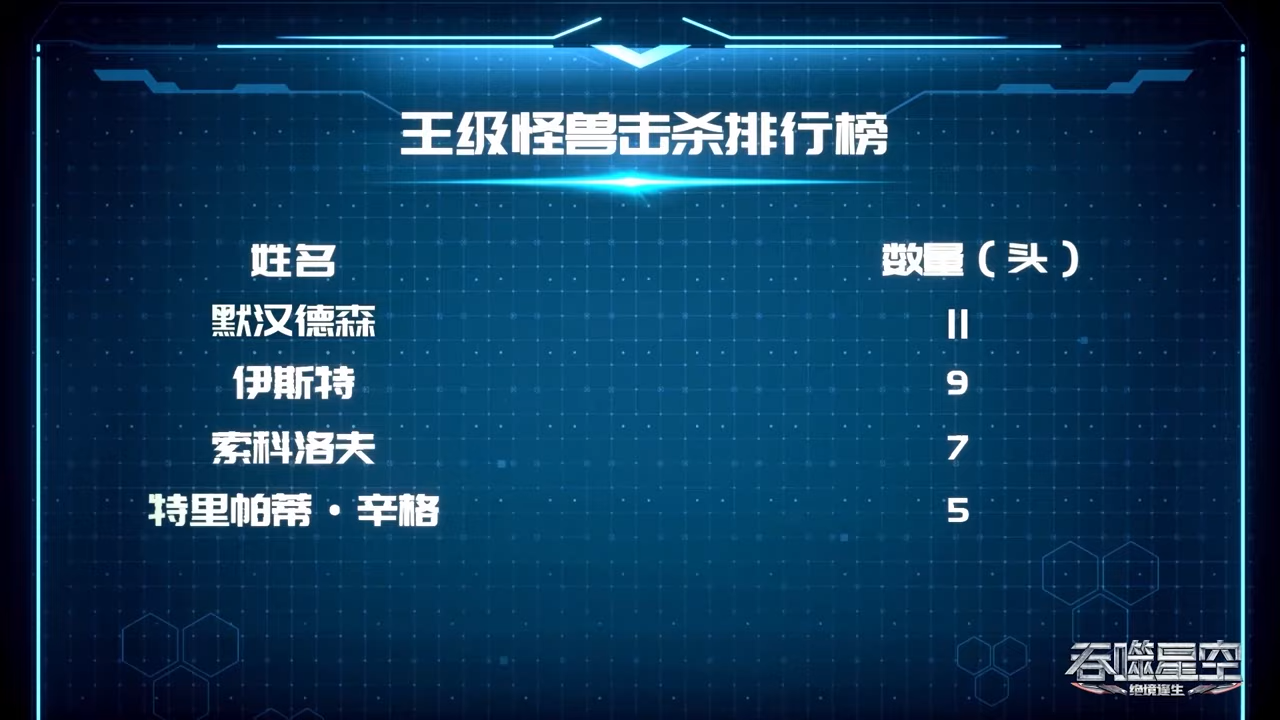 王级怪兽击杀排行榜
姓名 数量（头）
默汉德森 11
伊斯特 9
索科洛夫 7
特里帕蒂·辛格 5
吞噬星空
绝境逢生